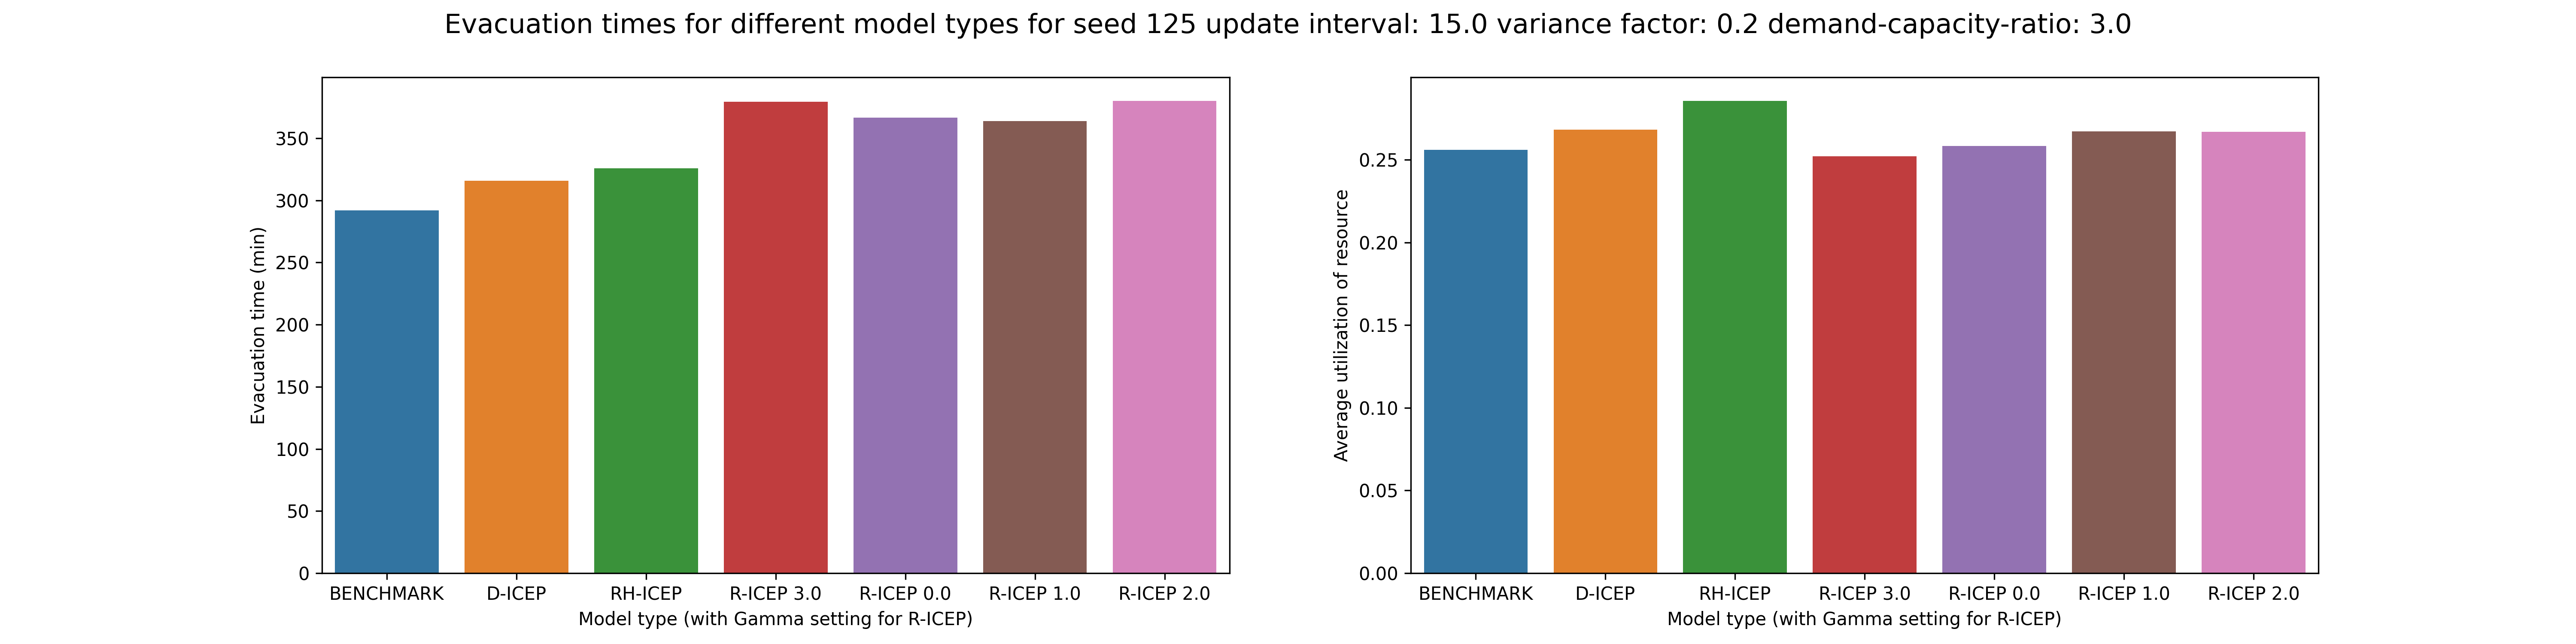 Evacuation times for different model types for seed 125 update interval: 15.0 variance factor: 0.2 demand-capacity-ratio: 3.0
Evacuation time (min)
350
300
250
200
150
100
50
0
BENCHMARK D-ICEP RH-ICEP R-ICEP 3.0 R-ICEP 0.0 R-ICEP 1.0 R-ICEP 2.0
Model type (with Gamma setting for R-ICEP)
Average utilization of resource
0.25
0.20
0.15
0.10
0.05
0.00
BENCHMARK D-ICEP RH-ICEP R-ICEP 3.0 R-ICEP 0.0 R-ICEP 1.0 R-ICEP 2.0
Model type (with Gamma setting for R-ICEP)